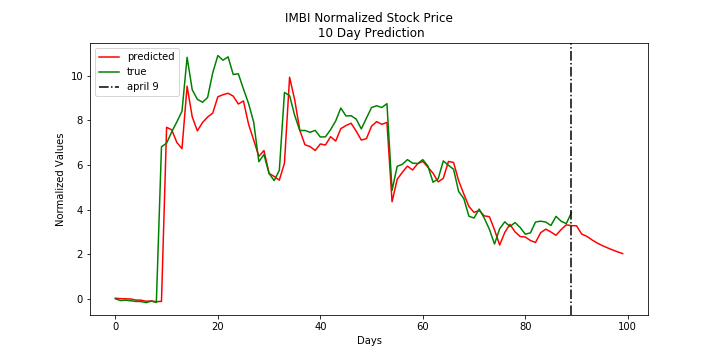 IMBI Normalized Stock Price
10 Day Prediction
predicted
true
april 9
Normalized Values
10
8
6
4
2
0
0 20 40 60 80 100
Days